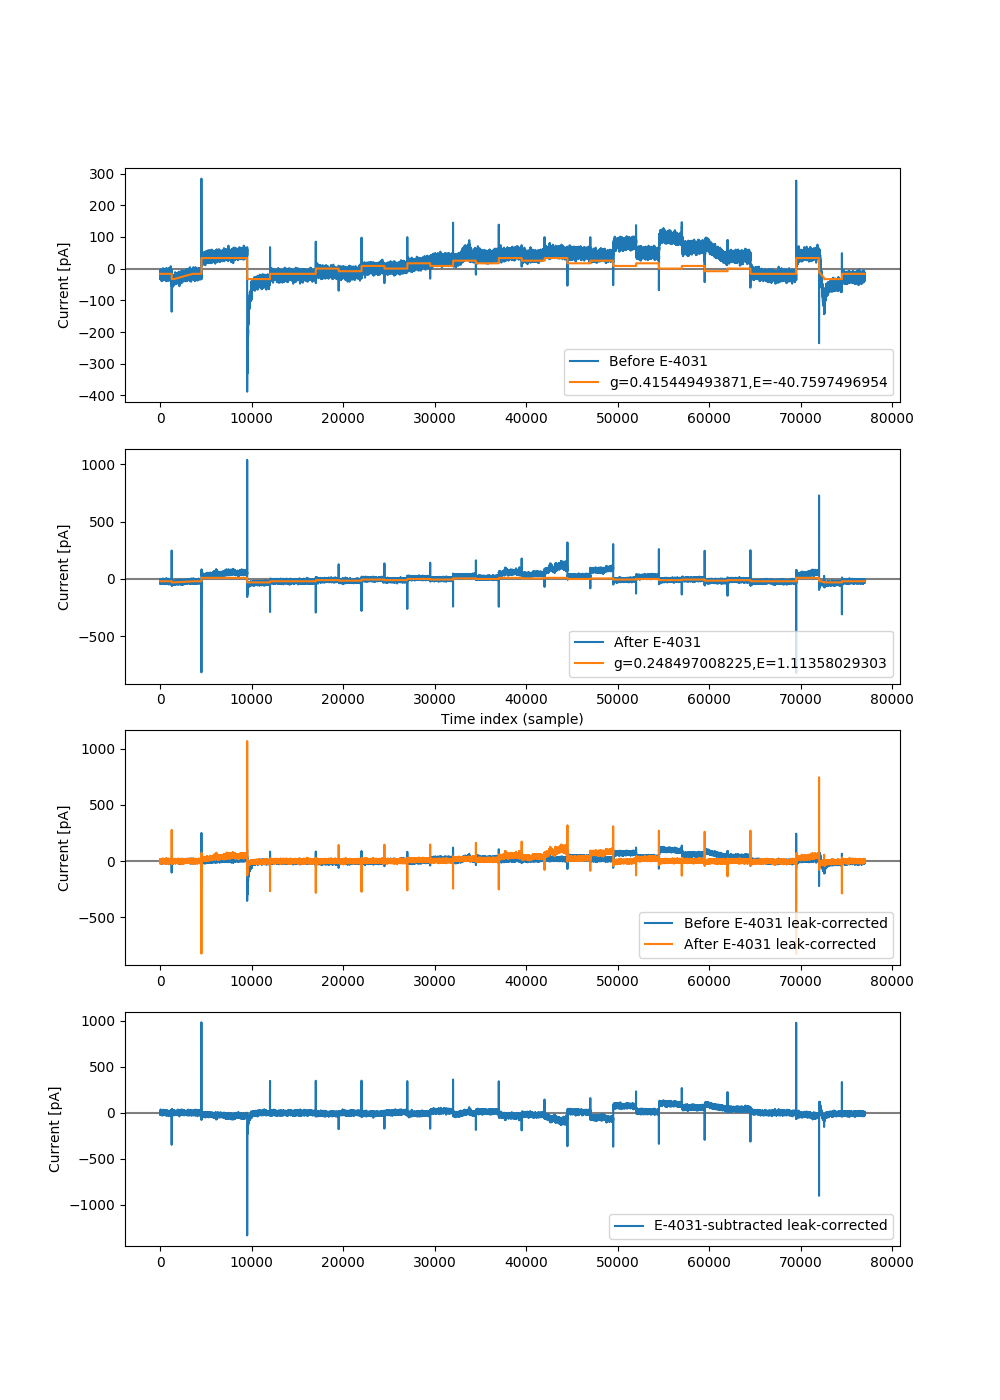 300
200
100
0
−100
−200
−300
−400
Current [pA]
Before E-4031
g=0.415449493871,E=-40.7597496954
0 10000 20000 30000 40000 50000 60000 70000 80000
1000
500
0
−500
Current [pA]
After E-4031
g=0.248497008225,E=1.11358029303
0 10000 20000 30000 40000 50000 60000 70000 80000
Time index (sample)
1000
500
0
−500
Current [pA]
Before E-4031 leak-corrected
After E-4031 leak-corrected
0 10000 20000 30000 40000 50000 60000 70000 80000
1000
500
0
−500
−1000
Current [pA]
E-4031-subtracted leak-corrected
0 10000 20000 30000 40000 50000 60000 70000 80000